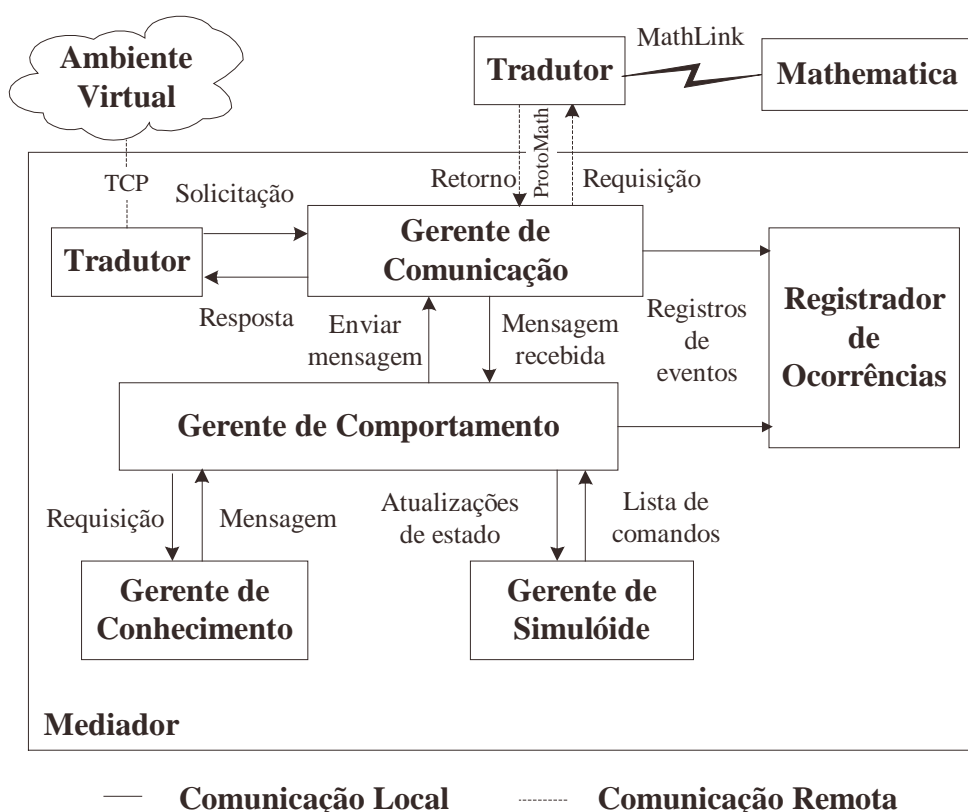 MathLink
Ambiente
Virtual
Tradutor
Mathematica
ProtoMath
TCP
Solicitação
Retorno
Requisição
Tradutor
Gerente de
Comunicação
Resposta
Enviar
mensagem
Mensagem
recebida
Registros
de
eventos
Registrador
de
Ocorrências
Gerente de Comportamento
Requisição
Mensagem
Atualizações
de estado
Lista de
comandos
Gerente de
Conhecimento
Gerente de
Simulóide
Mediador
Comunicação Local
Comunicação Remota